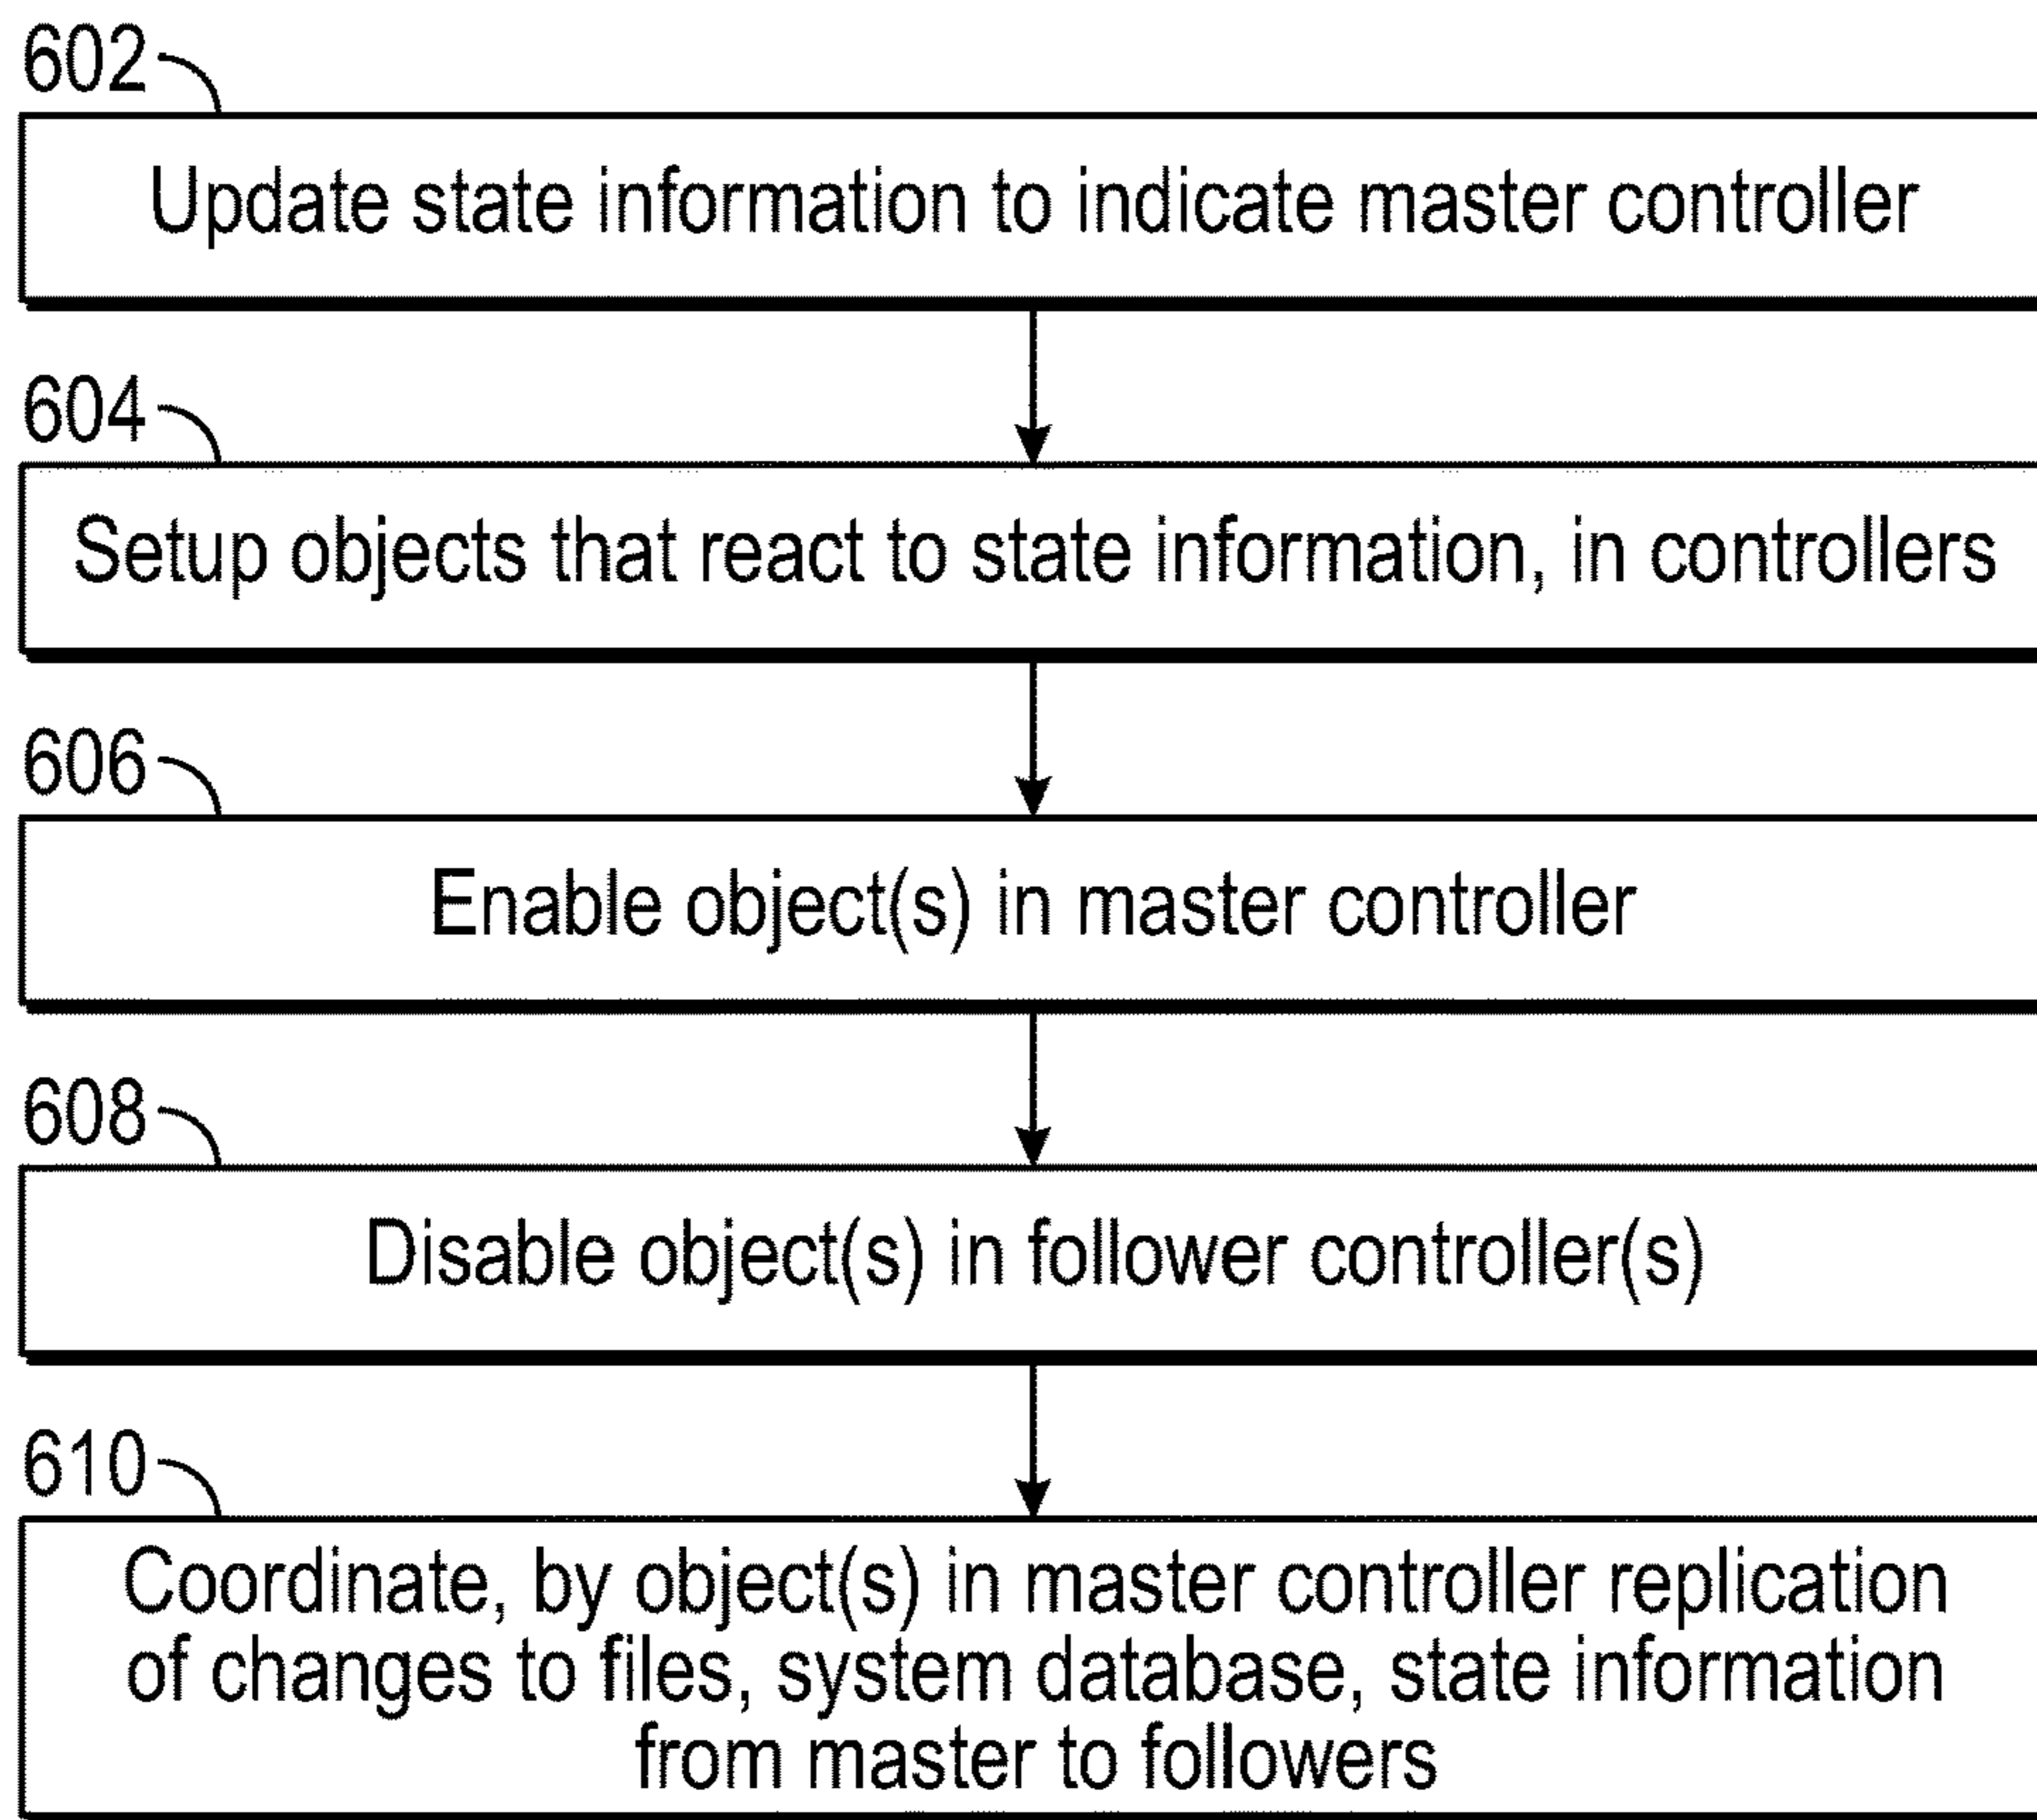 602
Update state information to indicate master controller
604
Setup objects that react to state information, in controllers
606
Enable object(s) in master controller
608
Disable object(s) in follower controller(s)
610
Coordinate, by object(s) in master controller replication
of changes to files, system database, state information
from master to followers